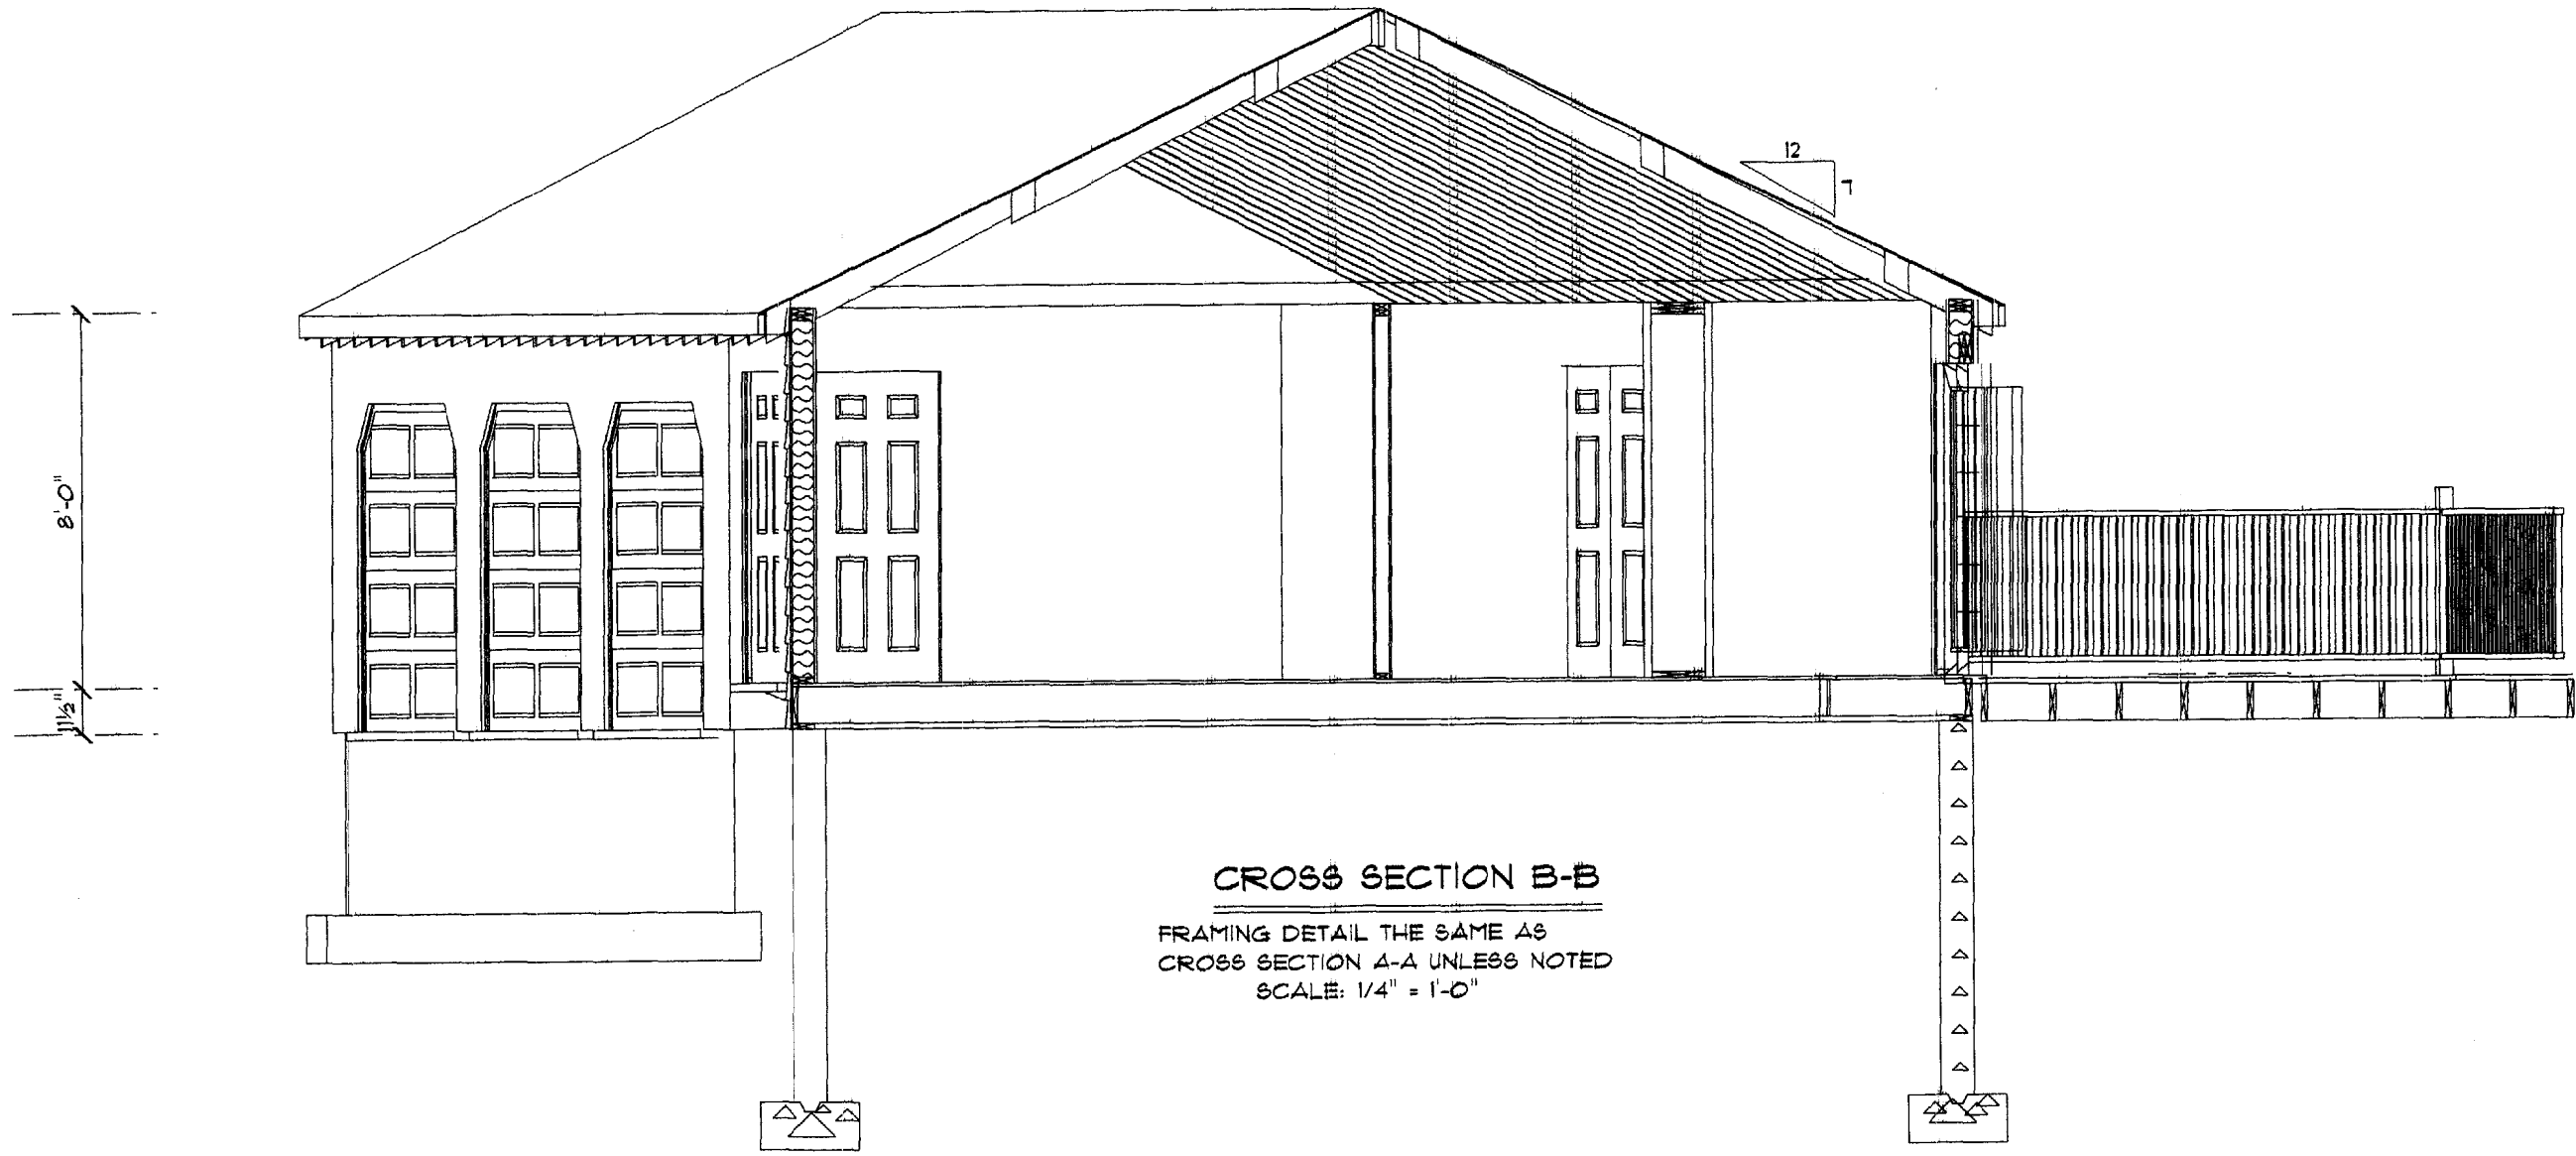 12
7
8'-0"
11½"
CROSS SECTION B-B
FRAMING DETAIL THE SAME AS
CROSS SECTION A-A UNLESS NOTED
SCALE: 1/4" = 1'-0"